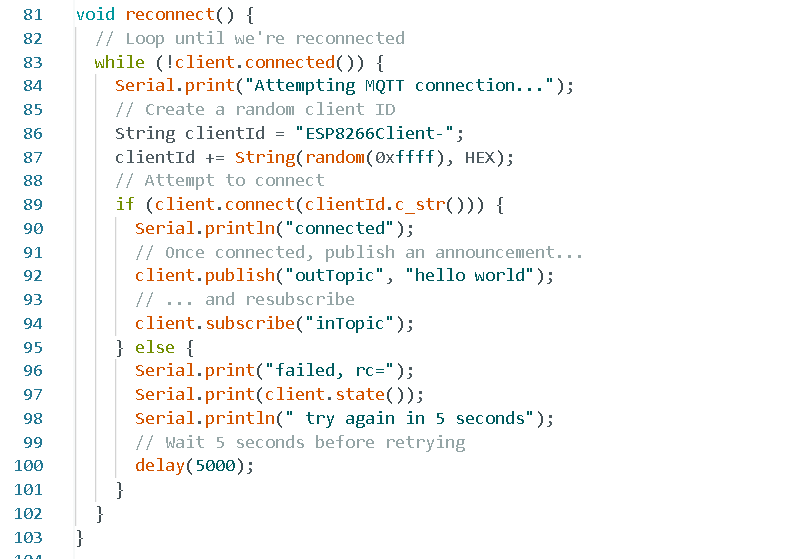 81 void reconnect() {
82 // Loop until we're reconnected
83 while (!client.connected()) {
84 Serial.print("Attempting MQTT connection...");
85 // Create a random client ID
86 String clientId = "ESP8266Client-";
87 clientId += String(random(0xffff), HEX);
88 // Attempt to connect
89 if (client.connect(clientId.c_str())) {
90 Serial.println("connected");
91 // Once connected, publish an announcement...
92 client.publish("outTopic", "hello world");
93 // ... and resubscribe
94 client.subscribe("inTopic");
95 } else {
96 Serial.print("failed, rc=");
97 Serial.print(client.state());
98 Serial.println(" try again in 5 seconds");
99 // Wait 5 seconds before retrying
100 delay(5000);
101 }
102 }
103 }